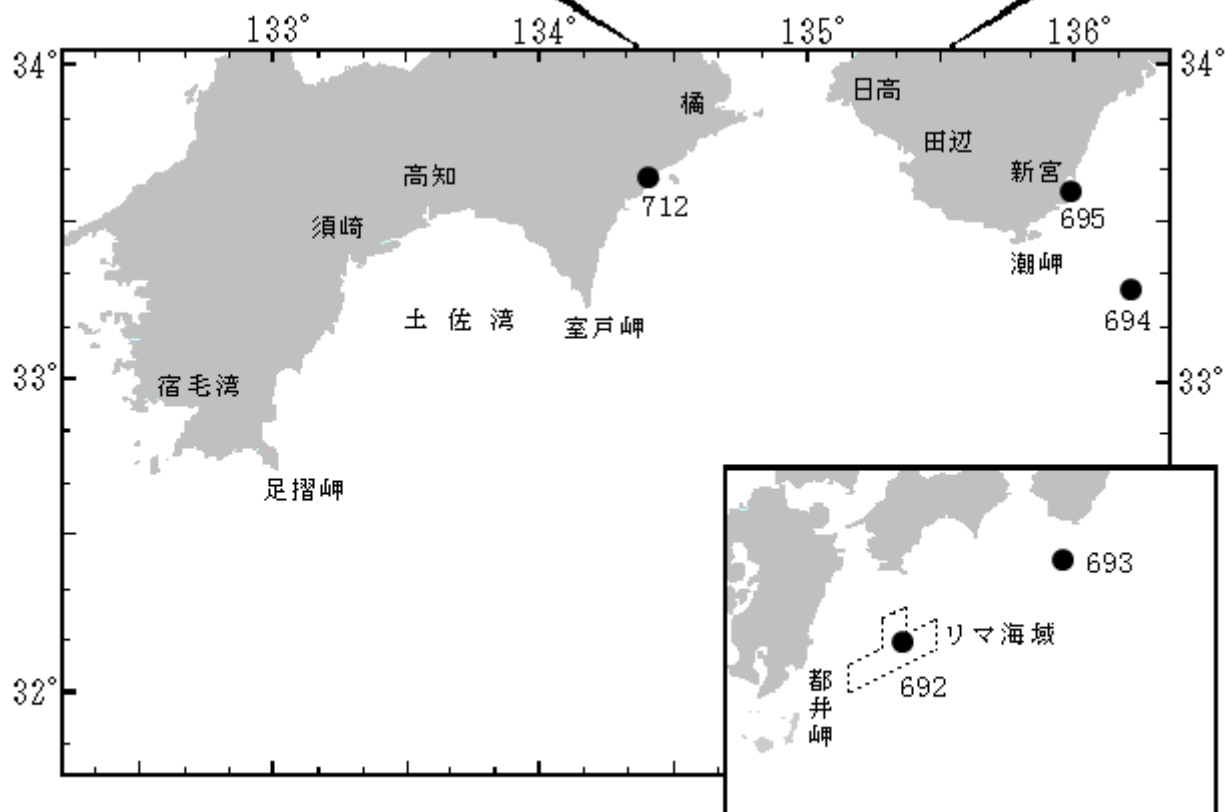 133° 134° 135° 136°
34° 34°
橘
日高
田辺
高知
新宮
712
695
須崎
潮岬
土佐湾
室戸岬
694
33° 33°
宿毛湾
足摺岬
693
リマ海域
692
都井岬
32°